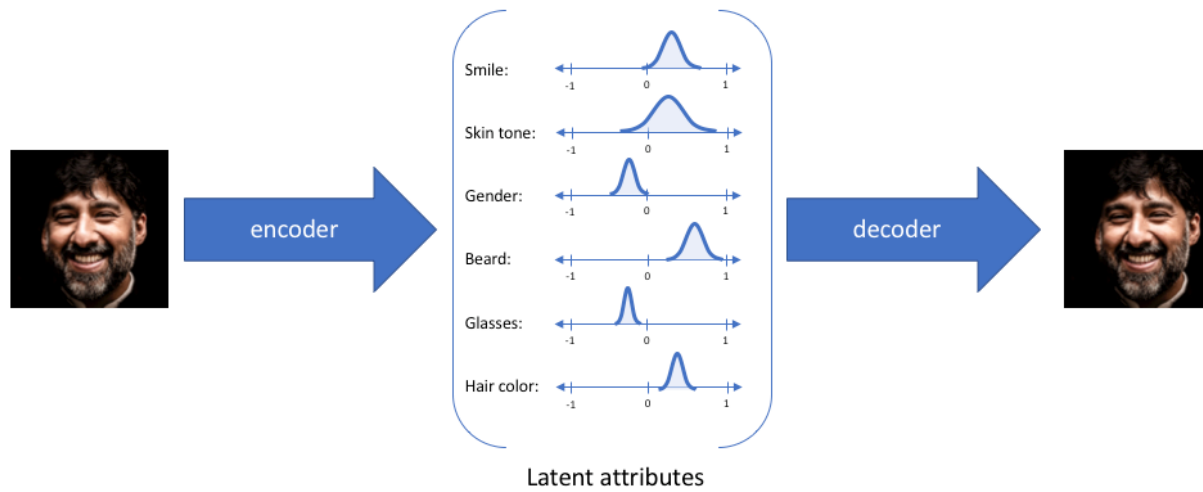 Smile:
-1 0 1
Skin tone:
-1 0 1
Gender:
-1 0 1
encoder
decoder
Beard:
-1 0 1
Glasses:
-1 0 1
Hair color:
-1 0 1
Latent attributes